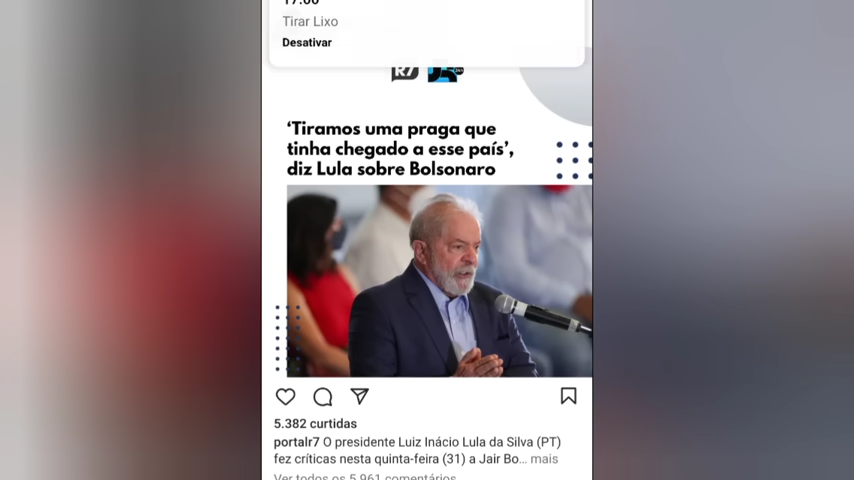 17:00
Tirar Lixo
Desativar
R7
‘Tiramos uma praga que
tinha chegado a esse país’,
diz Lula sobre Bolsonaro
5.382 curtidas
portalr7 O presidente Luiz Inácio Lula da Silva (PT)
fez críticas nesta quinta-feira (31) a Jair Bo... mais
Ver todos os 5.961 comentários